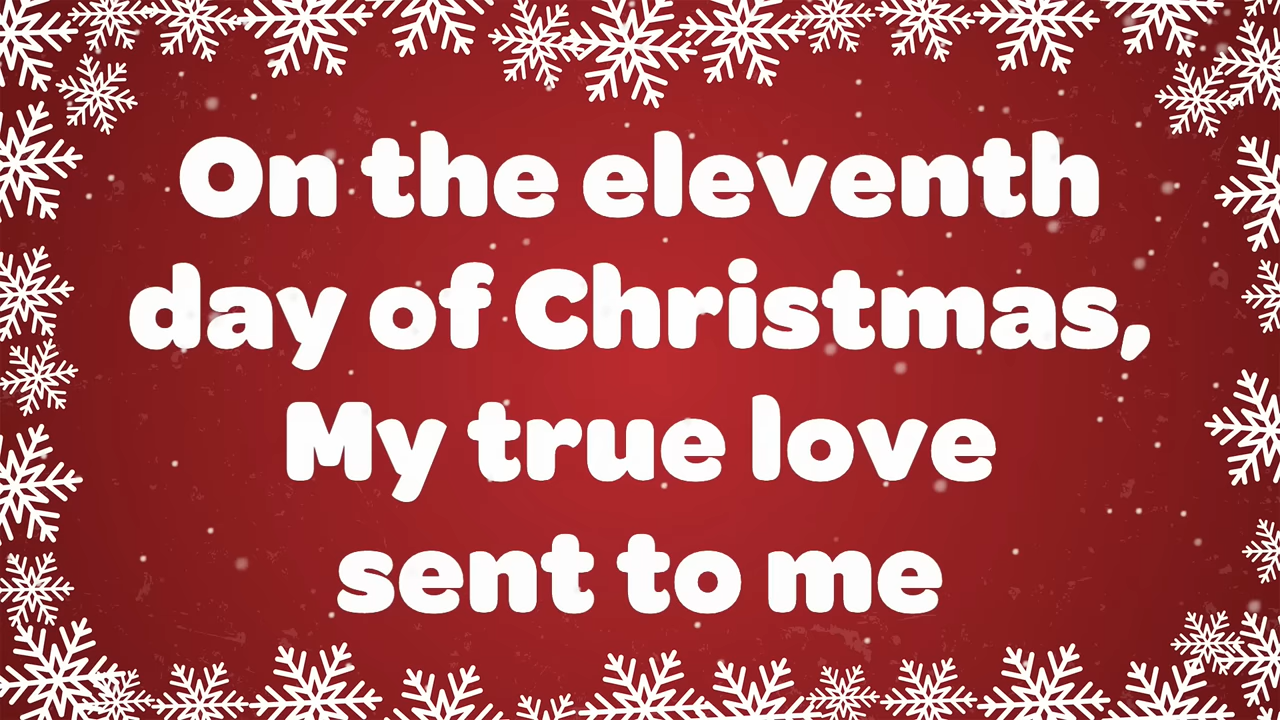 On the eleventh
day of Christmas,
My true love
sent to me